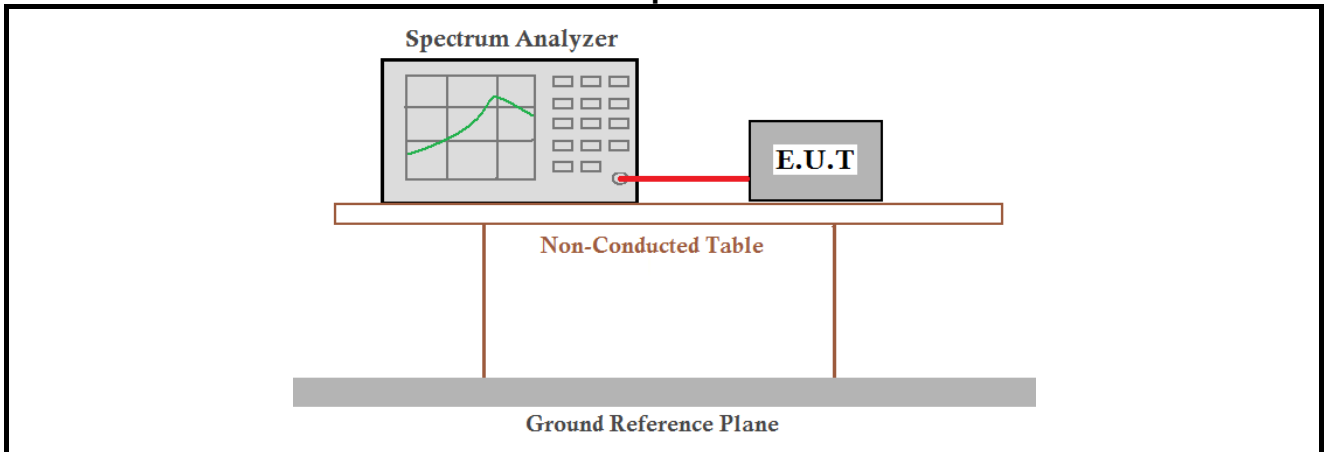 Spectrum Analyzer
E.U.T
Non-Conducted Table
Ground Reference Plane